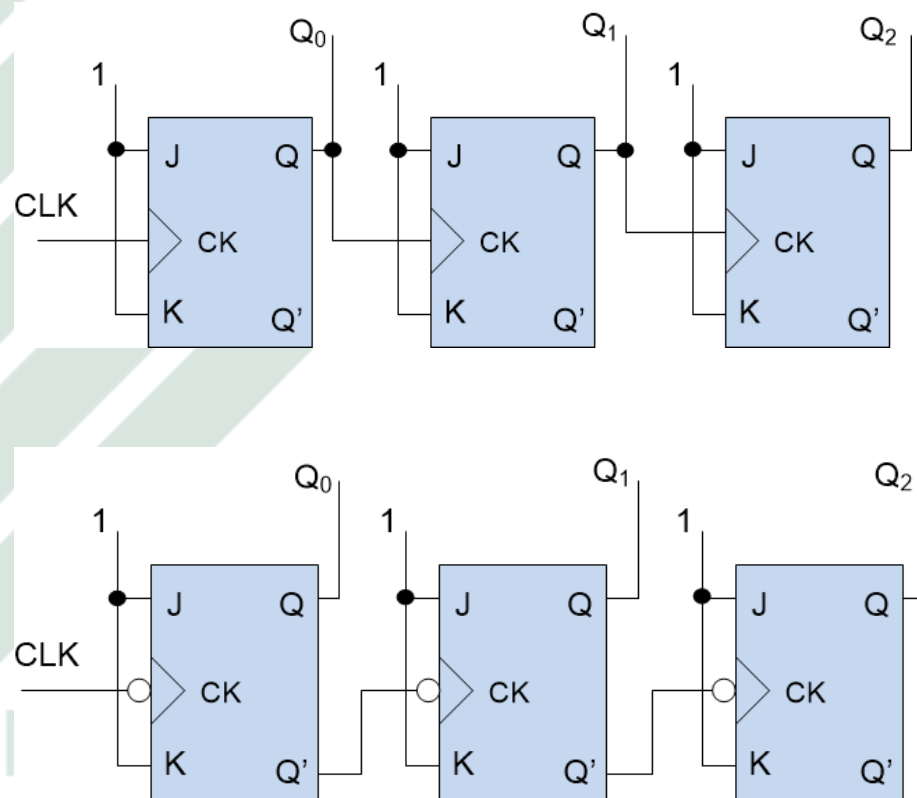 Q₀ Q₁ Q₂
1 1 1
J Q J Q J Q
CLK
CK CK CK
K Q’ K Q’ K Q’
Q₀ Q₁ Q₂
1 1 1
J Q J Q J Q
CLK
CK CK CK
K Q’ K Q’ K Q’